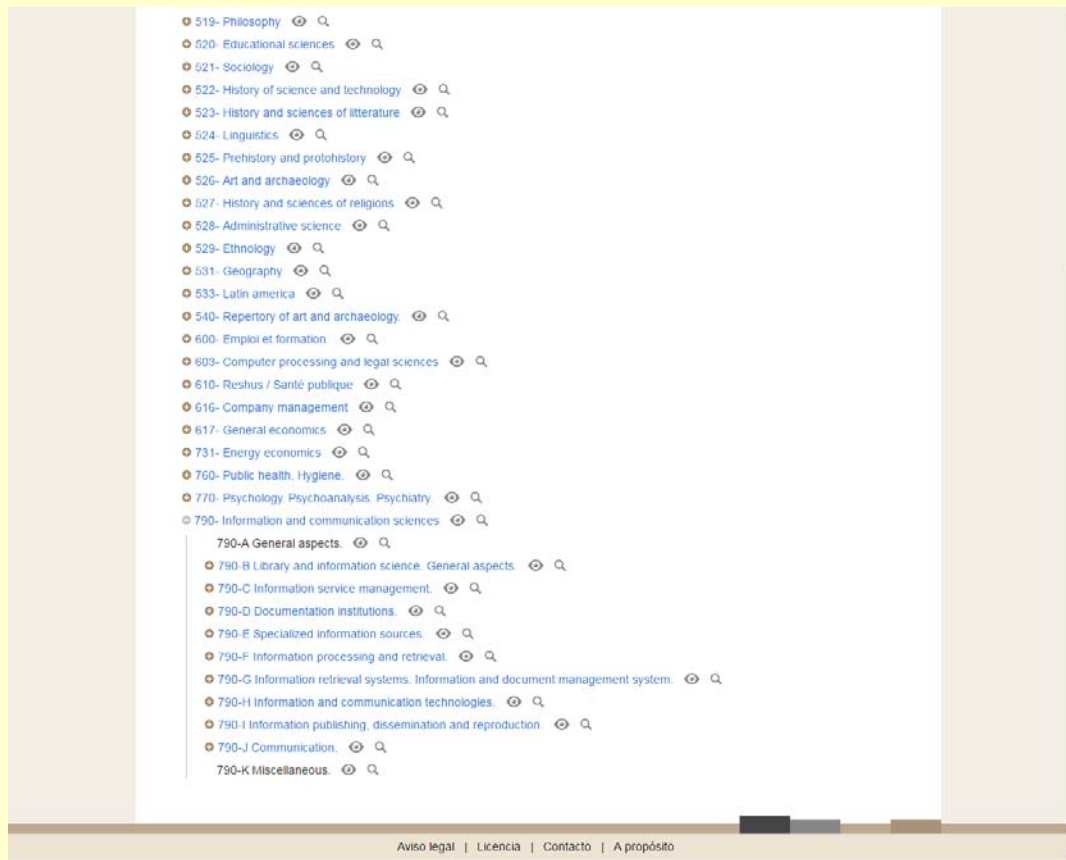 519- Philosophy
520- Educational sciences
521- Sociology
522- History of science and technology
523- History and sciences of litterature
524- Linguistics
525- Prehistory and protohistory
526- Art and archaeology
527- History and sciences of religions
528- Administrative science
529- Ethnology
531- Geography
533- Latin america
540- Repertory of art and archaeology.
600- Emploi et formation.
603- Computer processing and legal sciences
610- Reshus / Santé publique
616- Company management
617- General economics
731- Energy economics
760- Public health. Hygiene.
770- Psychology. Psychoanalysis. Psychiatry
790- Information and communication sciences
790-A General aspects.
790-B Library and information science. General aspects.
790-C Information service management.
790-D Documentation institutions.
790-E Specialized information sources.
790-F Information processing and retrieval.
790-G Information retrieval systems. Information and document management system.
790-H Information and communication technologies.
790-I Information publishing, dissemination and reproduction.
790-J Communication.
790-K Miscellaneous.
Aviso legal | Licencia | Contacto | A propósito